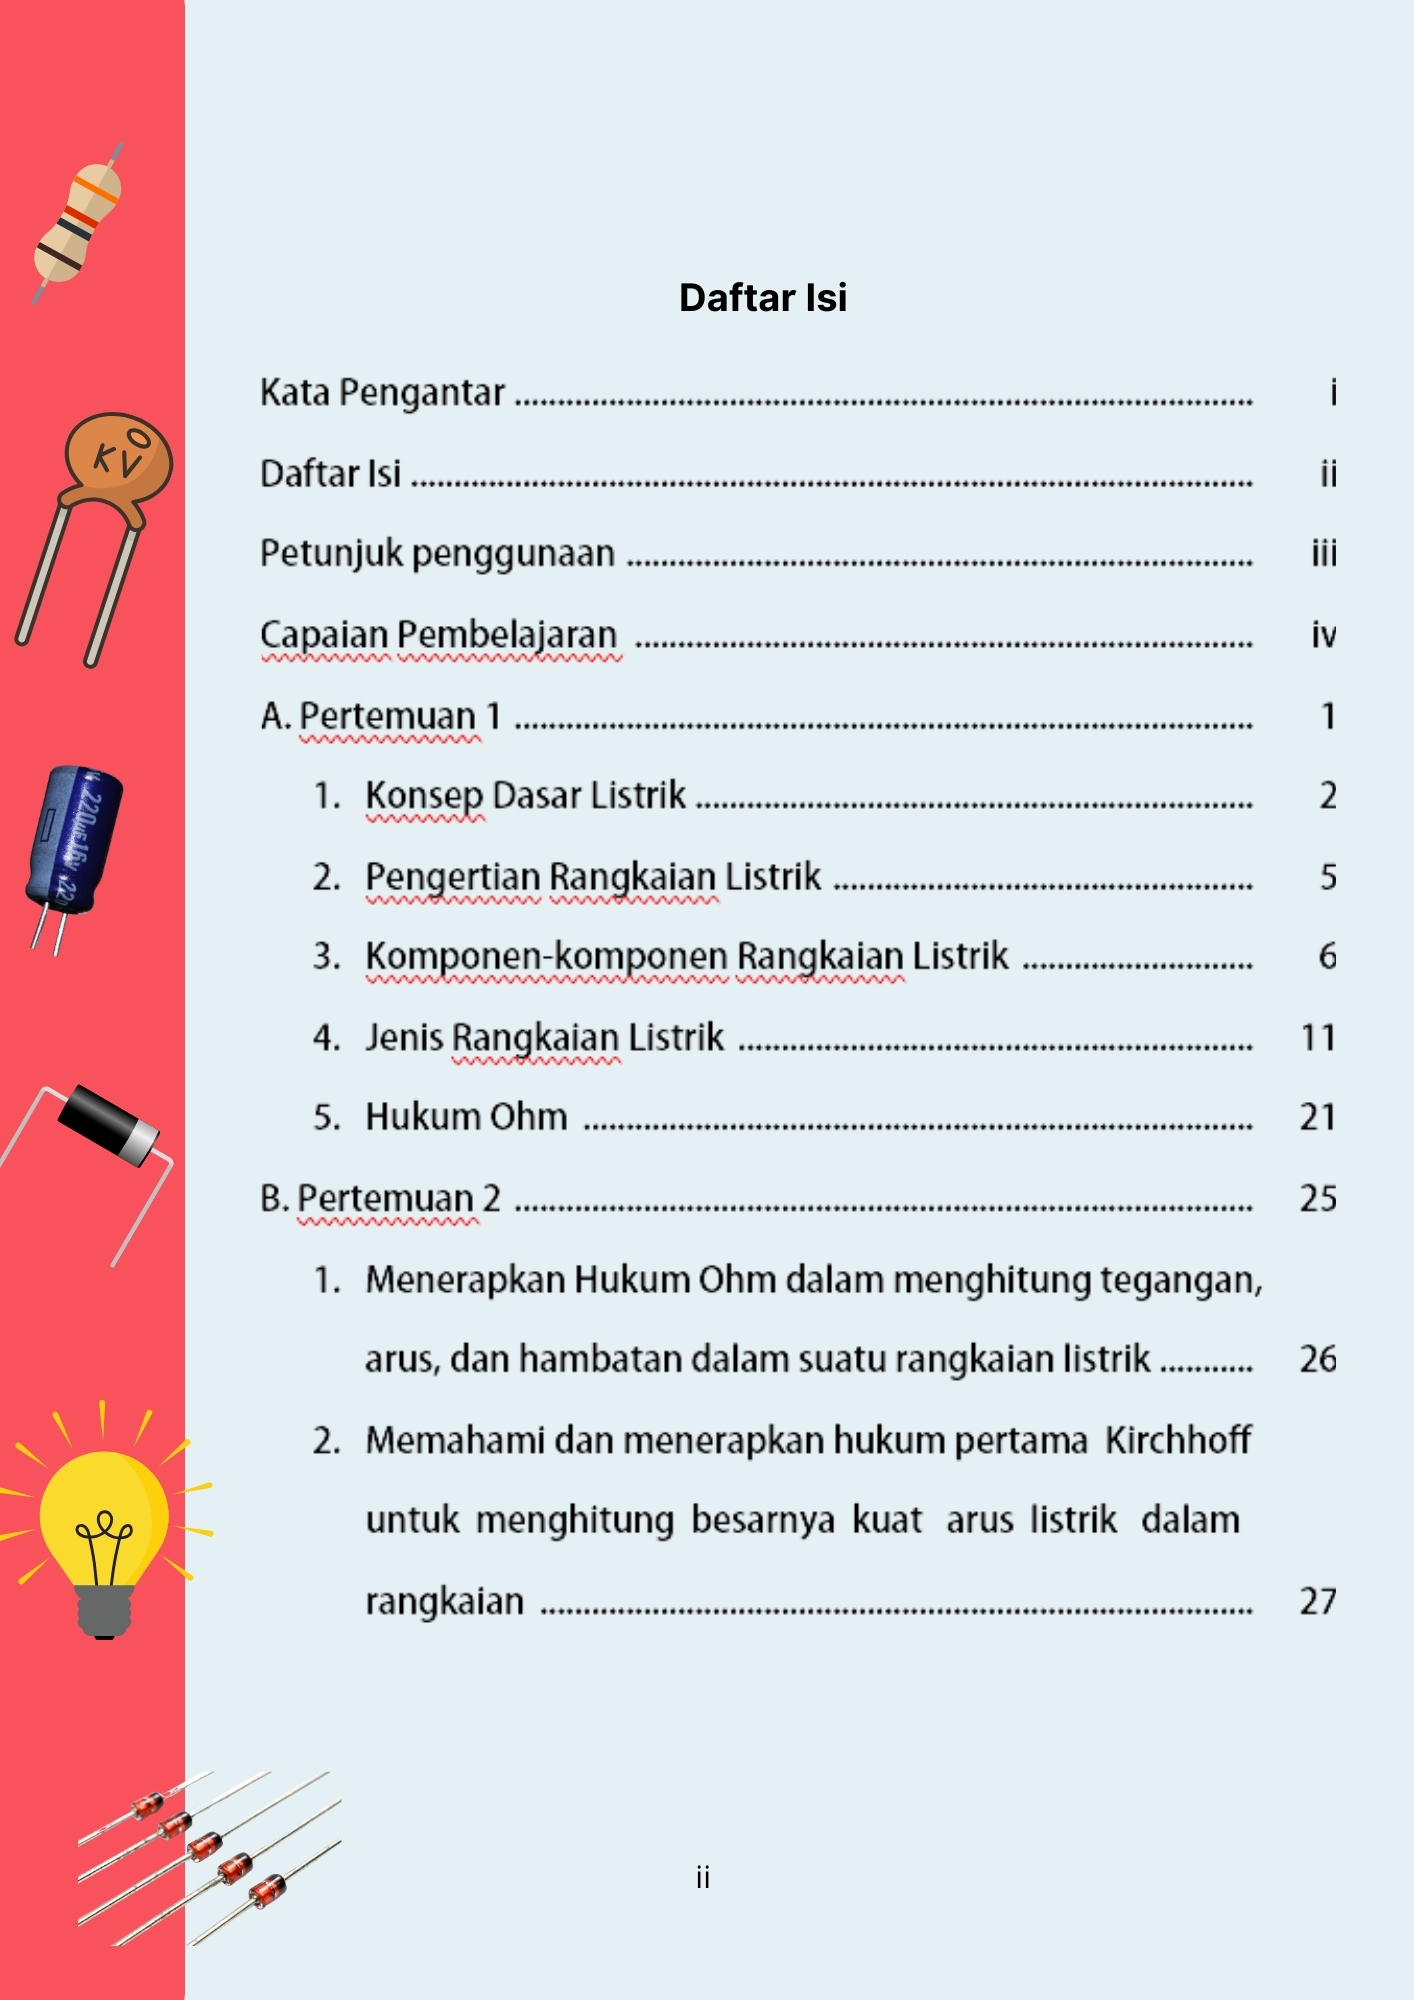 Daftar Isi
Kata Pengantar ........................................................................................ i
Daftar Isi .................................................................................................... ii
Petunjuk penggunaan ........................................................................... iii
Capaian Pembelajaran .......................................................................... iv
A. Pertemuan 1 ........................................................................................ 1
1. Konsep Dasar Listrik .................................................................. 2
2. Pengertian Rangkaian Listrik .................................................. 5
3. Komponen-komponen Rangkaian Listrik ........................... 6
4. Jenis Rangkaian Listrik ............................................................. 11
5. Hukum Ohm ................................................................................ 21
B. Pertemuan 2 ........................................................................................ 25
1. Menerapkan Hukum Ohm dalam menghitung tegangan,
arus, dan hambatan dalam suatu rangkaian listrik ........... 26
2. Memahami dan menerapkan hukum pertama Kirchhoff
untuk menghitung besarnya kuat arus listrik dalam
rangkaian ..................................................................................... 27
KV
220µF 16V
ii